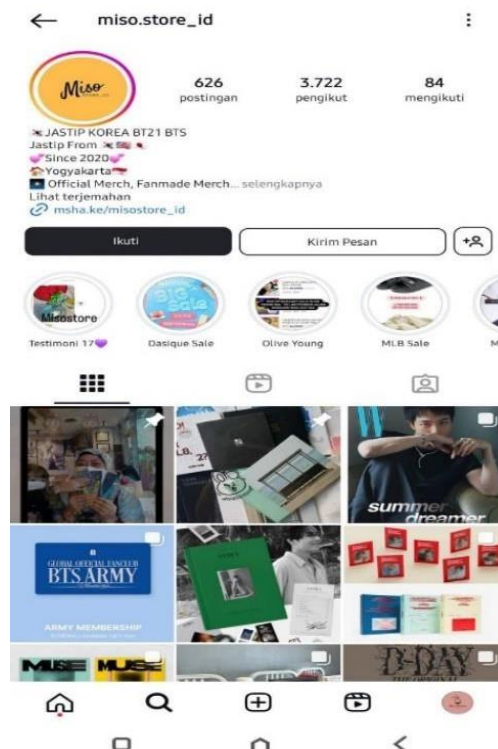 miso.store_id
Miso
626 3.722 84
postingan pengikut mengikuti
JASTIP KOREA BT21 BTS
Jastip From
Since 2020
Yogyakarta
Official Merch, Fanmade Merch... selengkapnya
Lihat terjemahan
msha.ke/misostore_id
Ikuti Kirim Pesan
Misostore
BIG Sale
Testimoni 17 Dasique Sale Olive Young MLB Sale M
summer
dreamer
GLOBAL OFFICIAL FANCLUB
BTS ARMY
ARMY MEMBERSHIP
MUSE MUSE
D-DAY